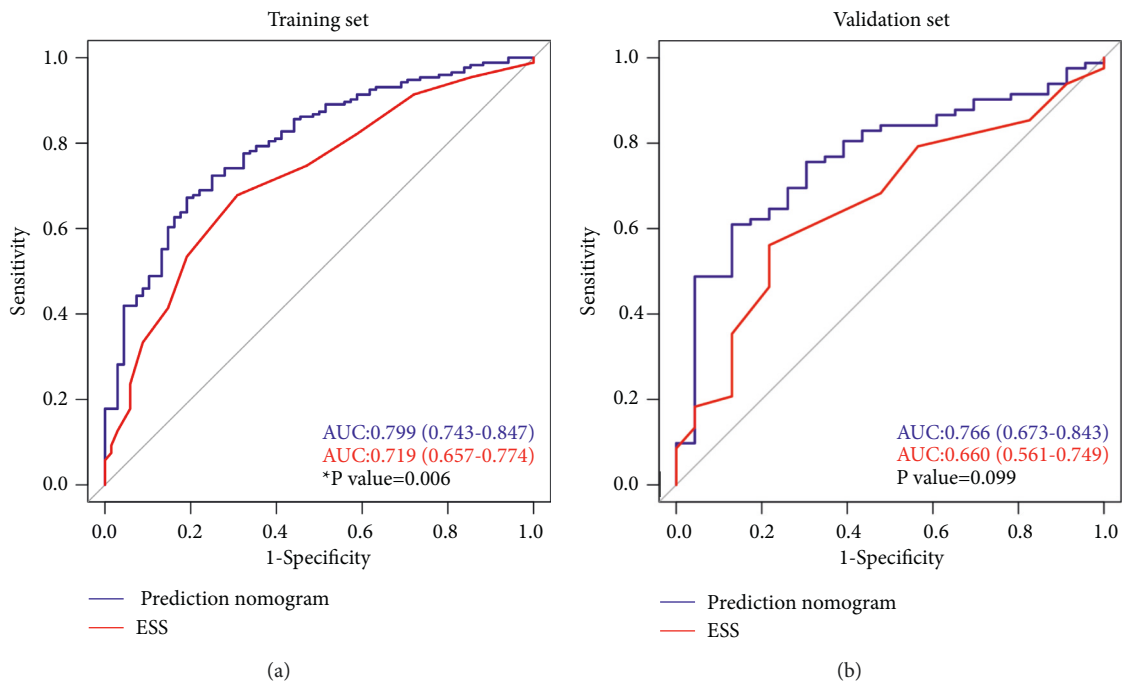 Training set
Sensitivity
1.0
0.8
0.6
0.4
0.2
0.0
AUC:0.799 (0.743-0.847)
AUC:0.719 (0.657-0.774)
*P value=0.006
0.0 0.2 0.4 0.6 0.8 1.0
1-Specificity
Prediction nomogram
ESS
(a)
Validation set
Sensitivity
1.0
0.8
0.6
0.4
0.2
0.0
AUC:0.766 (0.673-0.843)
AUC:0.660 (0.561-0.749)
P value=0.099
0.0 0.2 0.4 0.6 0.8 1.0
1-Specificity
Prediction nomogram
ESS
(b)